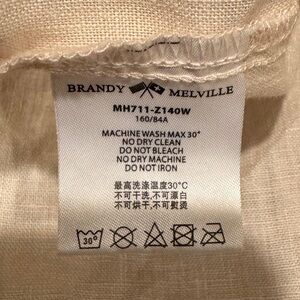 BRANDY MELVILLE
MH711-Z140W
160/84A
MACHINE WASH MAX 30°
NO DRY CLEAN
DO NOT BLEACH
NO DRY MACHINE
DO NOT IRON
最高洗涤温度30°C
不可干洗,不可漂白
不可烘干,不可熨烫
30°